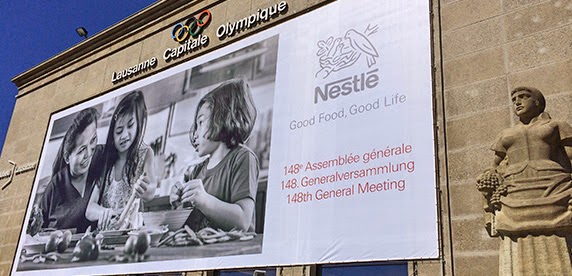 Lausanne Capitale Olympique
Nestlé
Good Food, Good Life
148e Assemblée générale
148. Generalversammlung
148th General Meeting